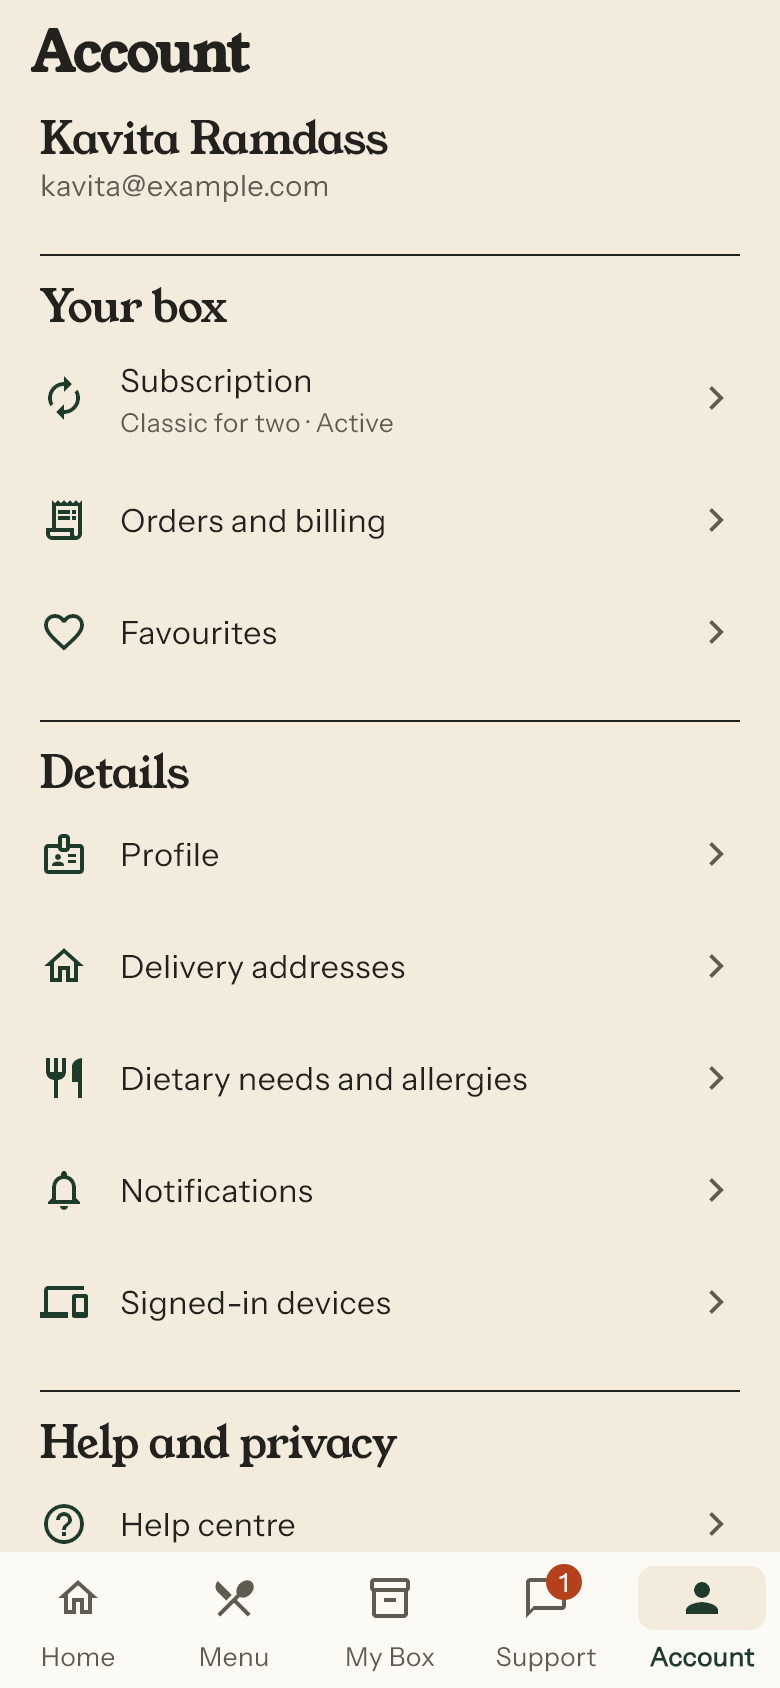 Account
Kavita Ramdass
kavita@example.com
Your box
Subscription
Classic for two · Active
Orders and billing
Favourites
Details
Profile
Delivery addresses
Dietary needs and allergies
Notifications
Signed-in devices
Help and privacy
Help centre
1
Home Menu My Box Support Account